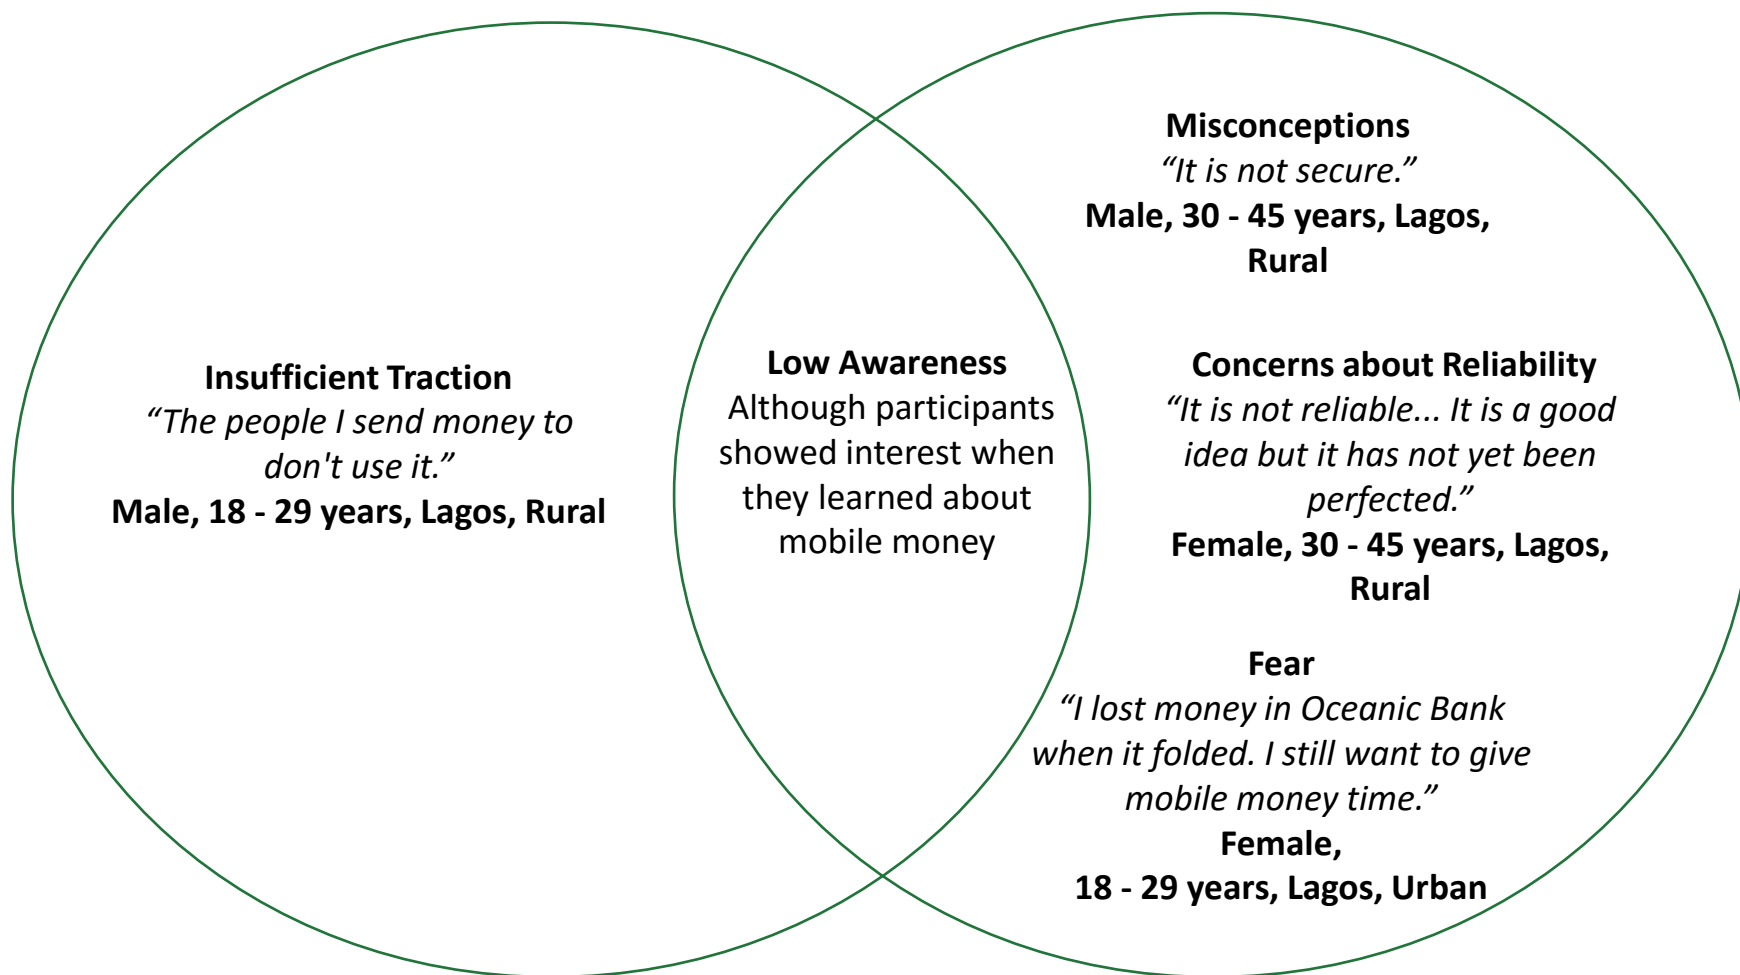 Insufficient Traction
“The people I send money to
don't use it.”
Male, 18 - 29 years, Lagos, Rural
Low Awareness
Although participants
showed interest when
they learned about
mobile money
Misconceptions
“It is not secure.”
Male, 30 - 45 years, Lagos,
Rural
Concerns about Reliability
“It is not reliable... It is a good
idea but it has not yet been
perfected.”
Female, 30 - 45 years, Lagos,
Rural
Fear
“I lost money in Oceanic Bank
when it folded. I still want to give
mobile money time.”
Female,
18 - 29 years, Lagos, Urban